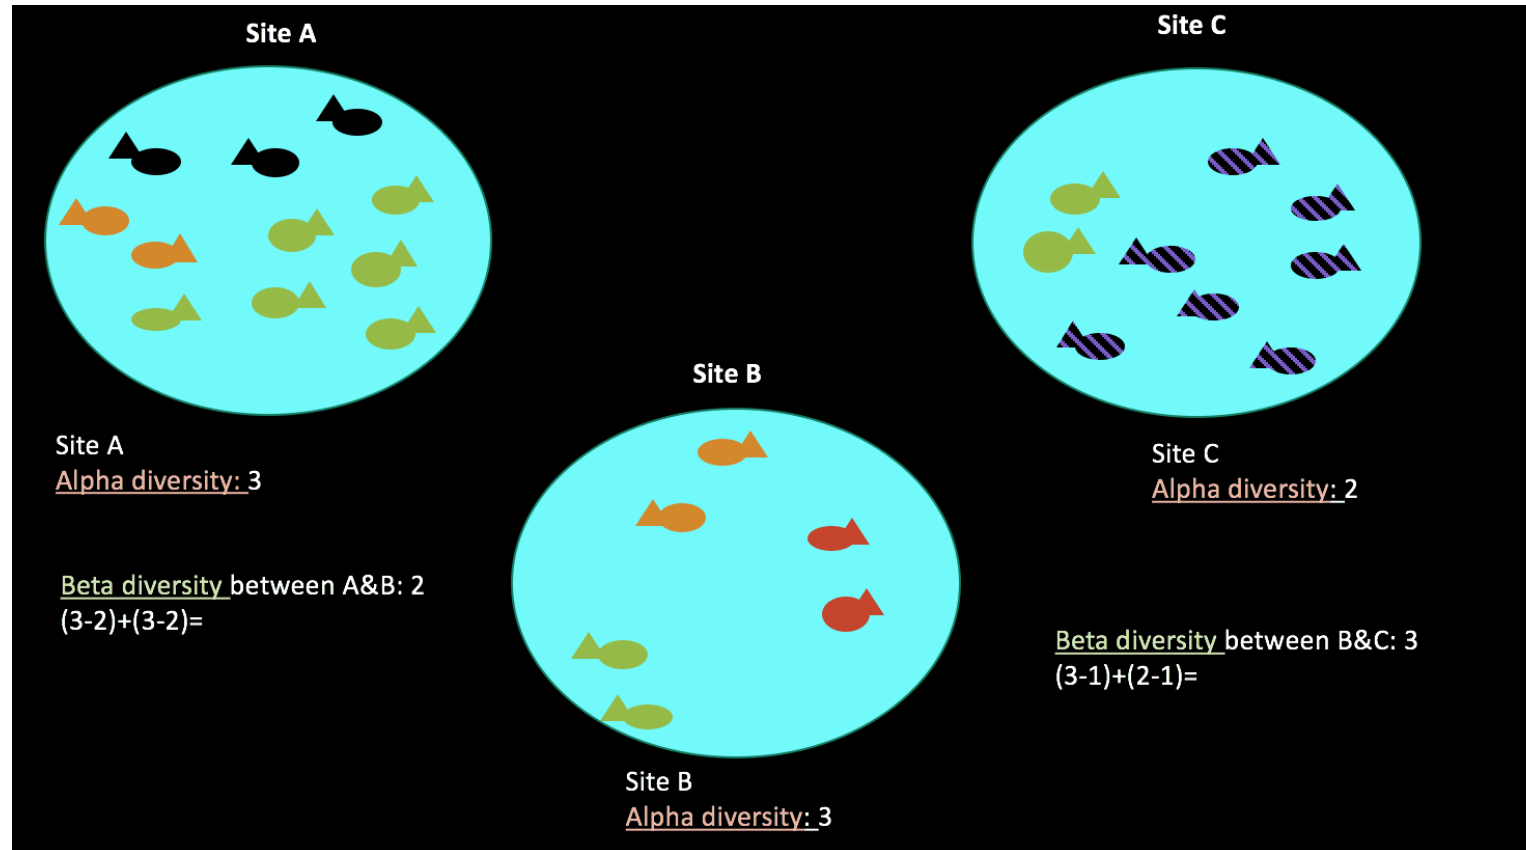 Site A
Site C
Site B
Site A
Alpha diversity: 3
Site C
Alpha diversity: 2
Beta diversity between A&B: 2
(3-2)+(3-2)=
Beta diversity between B&C: 3
(3-1)+(2-1)=
Site B
Alpha diversity: 3